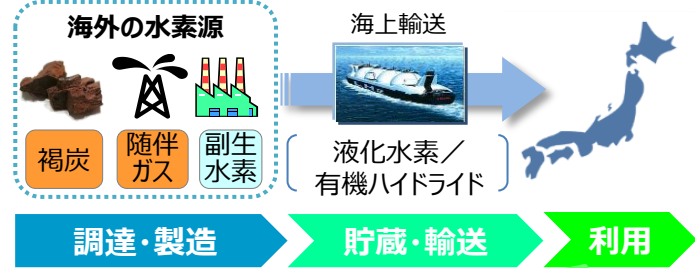 海外の水素源
海上輸送
褐炭
随伴
ガス
副生
水素
液化水素／
有機ハイドライド
調達・製造
貯蔵・輸送
利用